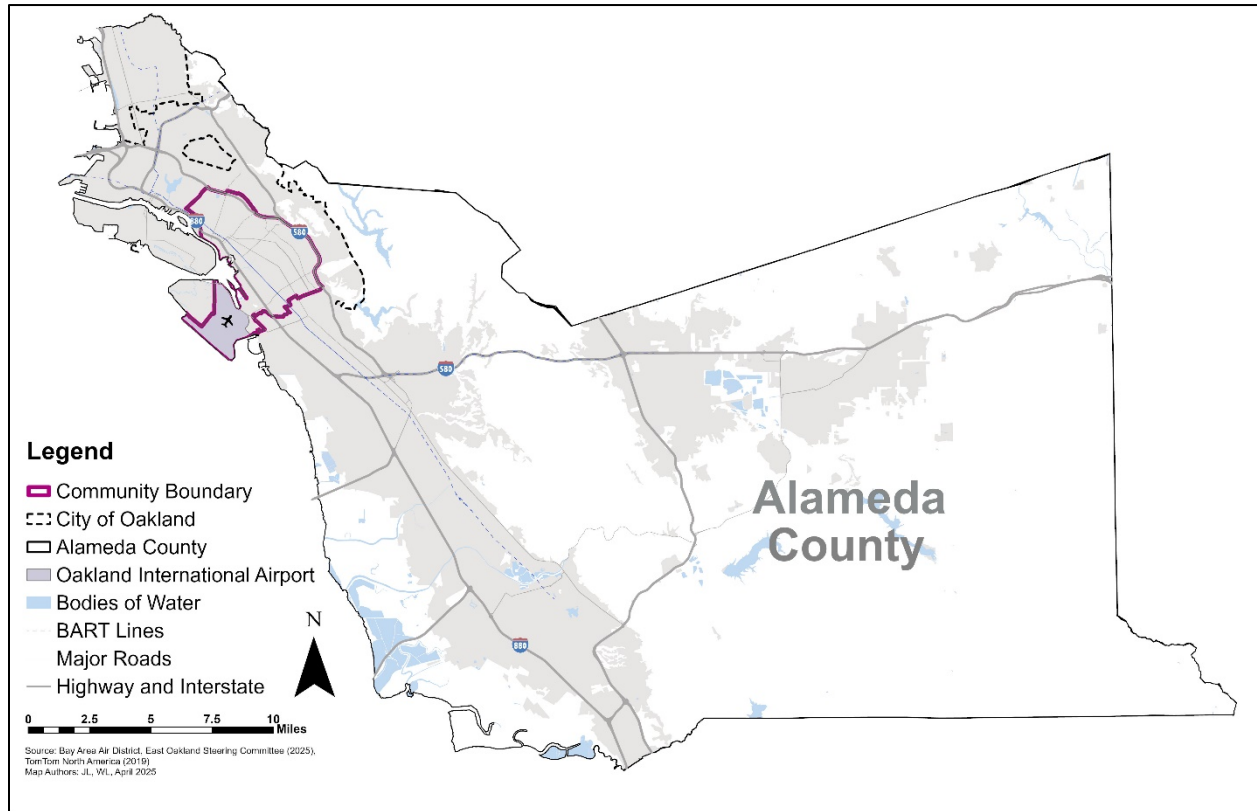 880
580
580
Alameda
County
880
Legend
Community Boundary
City of Oakland
Alameda County
Oakland International Airport
Bodies of Water
BART Lines
Major Roads
Highway and Interstate
N
0 2.5 5 7.5 10
Miles
Source: Bay Area Air District, East Oakland Steering Committee (2025),
TomTom North America (2019)
Map Authors: JL, WL, April 2025